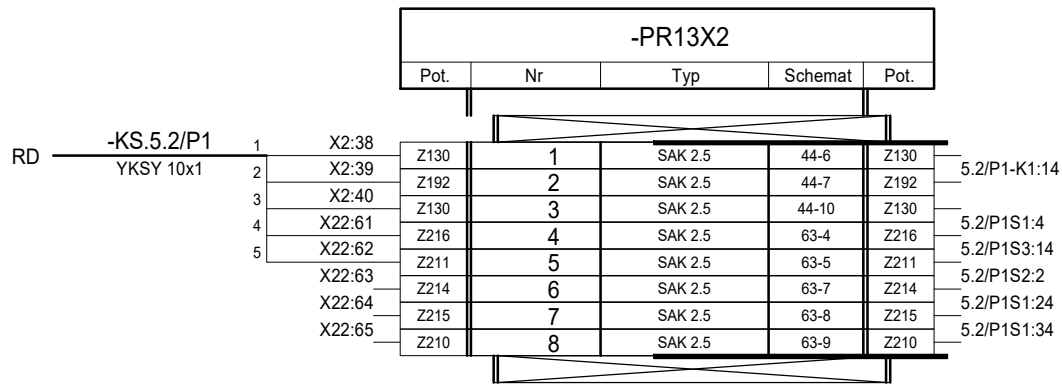 -PR13X2
Pot. Nr Typ Schemat Pot.
RD -KS.5.2/P1 YKSY 10x1
1 X2:38 Z130 1 SAK 2.5 44-6 Z130
2 X2:39 Z192 2 SAK 2.5 44-7 Z192 5.2/P1-K1:14
3 X2:40 Z130 3 SAK 2.5 44-10 Z130
4 X22:61 Z216 4 SAK 2.5 63-4 Z216 5.2/P1S1:4
5 X22:62 Z211 5 SAK 2.5 63-5 Z211 5.2/P1S3:14
X22:63 Z214 6 SAK 2.5 63-7 Z214 5.2/P1S2:2
X22:64 Z215 7 SAK 2.5 63-8 Z215 5.2/P1S1:24
X22:65 Z210 8 SAK 2.5 63-9 Z210 5.2/P1S1:34